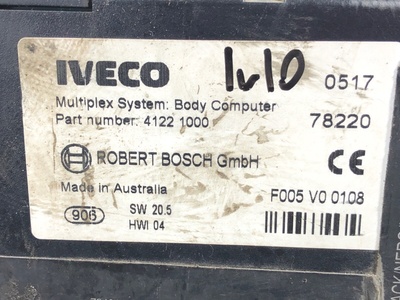 IVECO
1v10
0517
Multiplex System: Body Computer
Part number: 4122 1000
78220
ROBERT BOSCH GmbH
CE
Made in Australia
F005 V0 0108
906
SW 20.5
HWI 04